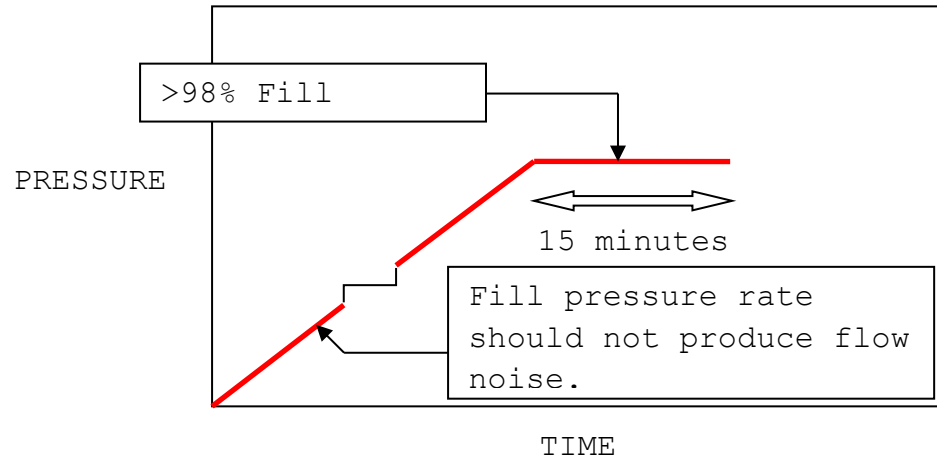 >98% Fill
PRESSURE
15 minutes
Fill pressure rate
should not produce flow
noise.
TIME